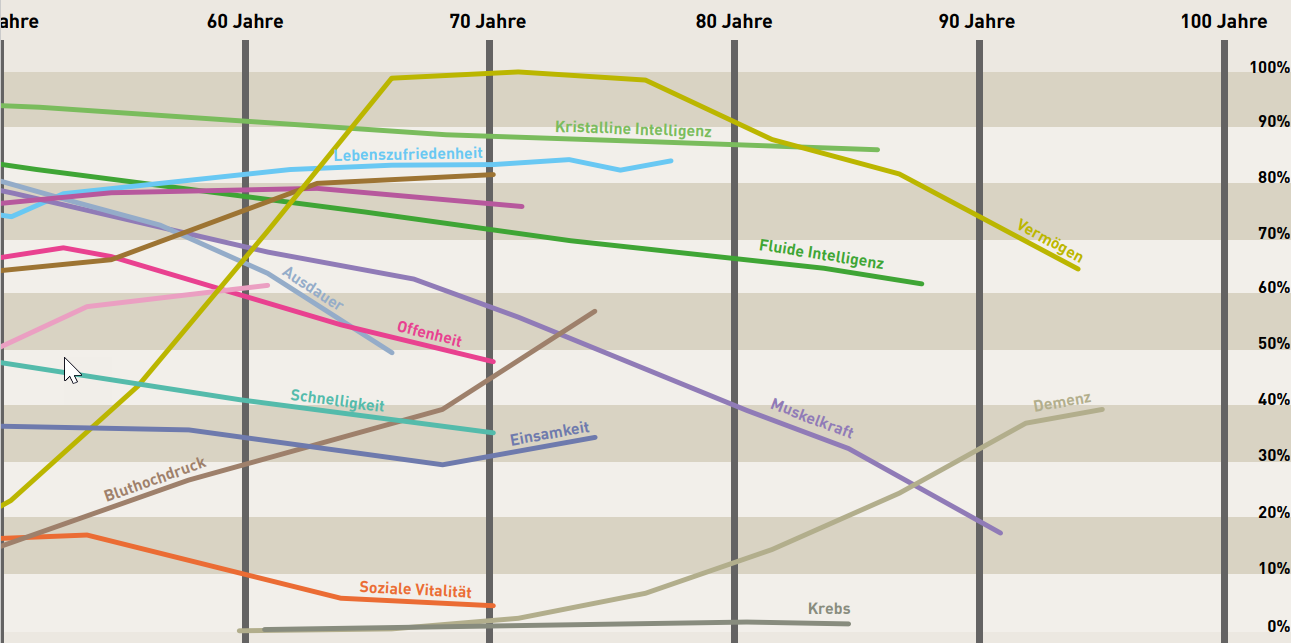 ahre 60 Jahre 70 Jahre 80 Jahre 90 Jahre 100 Jahre
100%
90%
Kristalline Intelligenz
Lebenszufriedenheit
80%
70%
Vermögen
Fluide Intelligenz
60%
Ausdauer
Offenheit
50%
Schnelligkeit
40%
Demenz
Muskelkraft
Einsamkeit
30%
Bluthochdruck
20%
10%
Soziale Vitalität
Krebs
0%